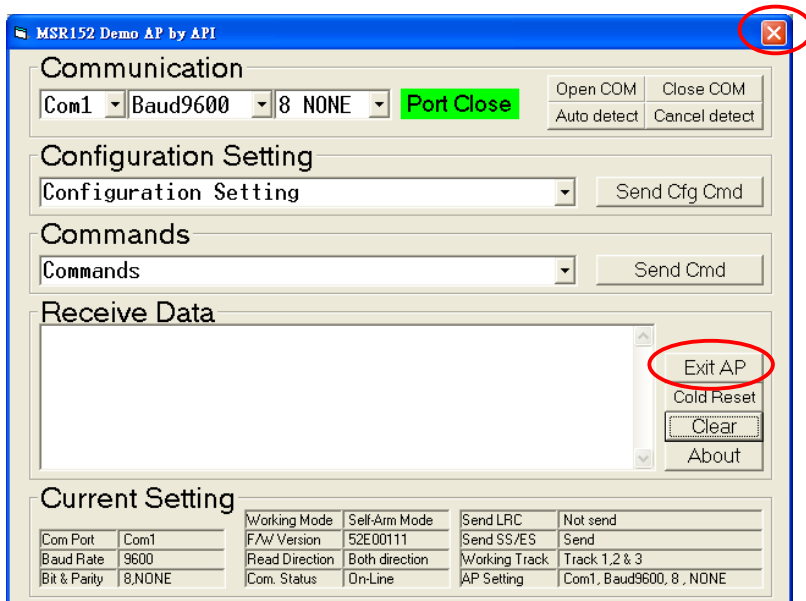 MSR152 Demo AP by API
Communication
Com1 Baud9600 8 NONE Port Close
Open COM Close COM
Auto detect Cancel detect
Configuration Setting
Configuration Setting Send Cfg Cmd
Commands
Commands Send Cmd
Receive Data
Exit AP
Cold Reset
Clear
About
Current Setting
Working Mode Self-Arm Mode Send LRC Not send
Com Port Com1 F/W Version 52E00111 Send SS/ES Send
Baud Rate 9600 Read Direction Both direction Working Track Track 1,2 & 3
Bit & Parity 8,NONE Com. Status On-Line AP Setting Com1, Baud9600, 8 , NONE